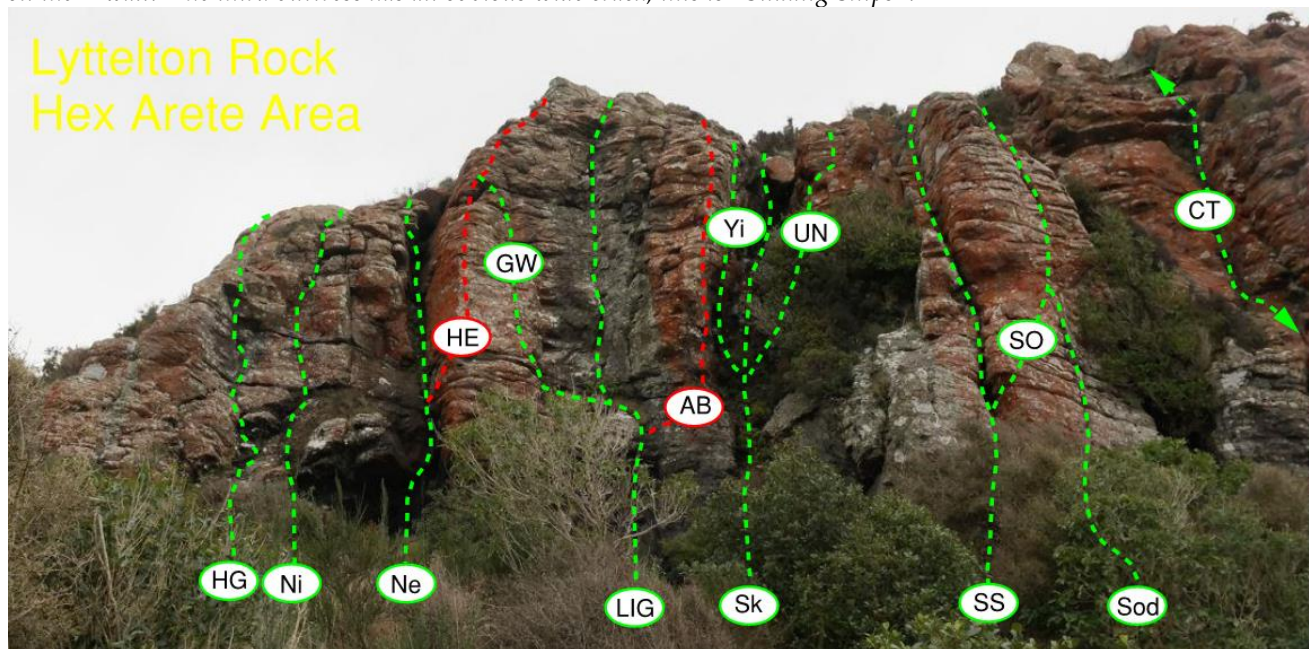 Lyttelton Rock
Hex Arete Area
Yi
UN
CT
GW
HE
SO
AB
HG
Ni
Ne
LIG
Sk
SS
Sod